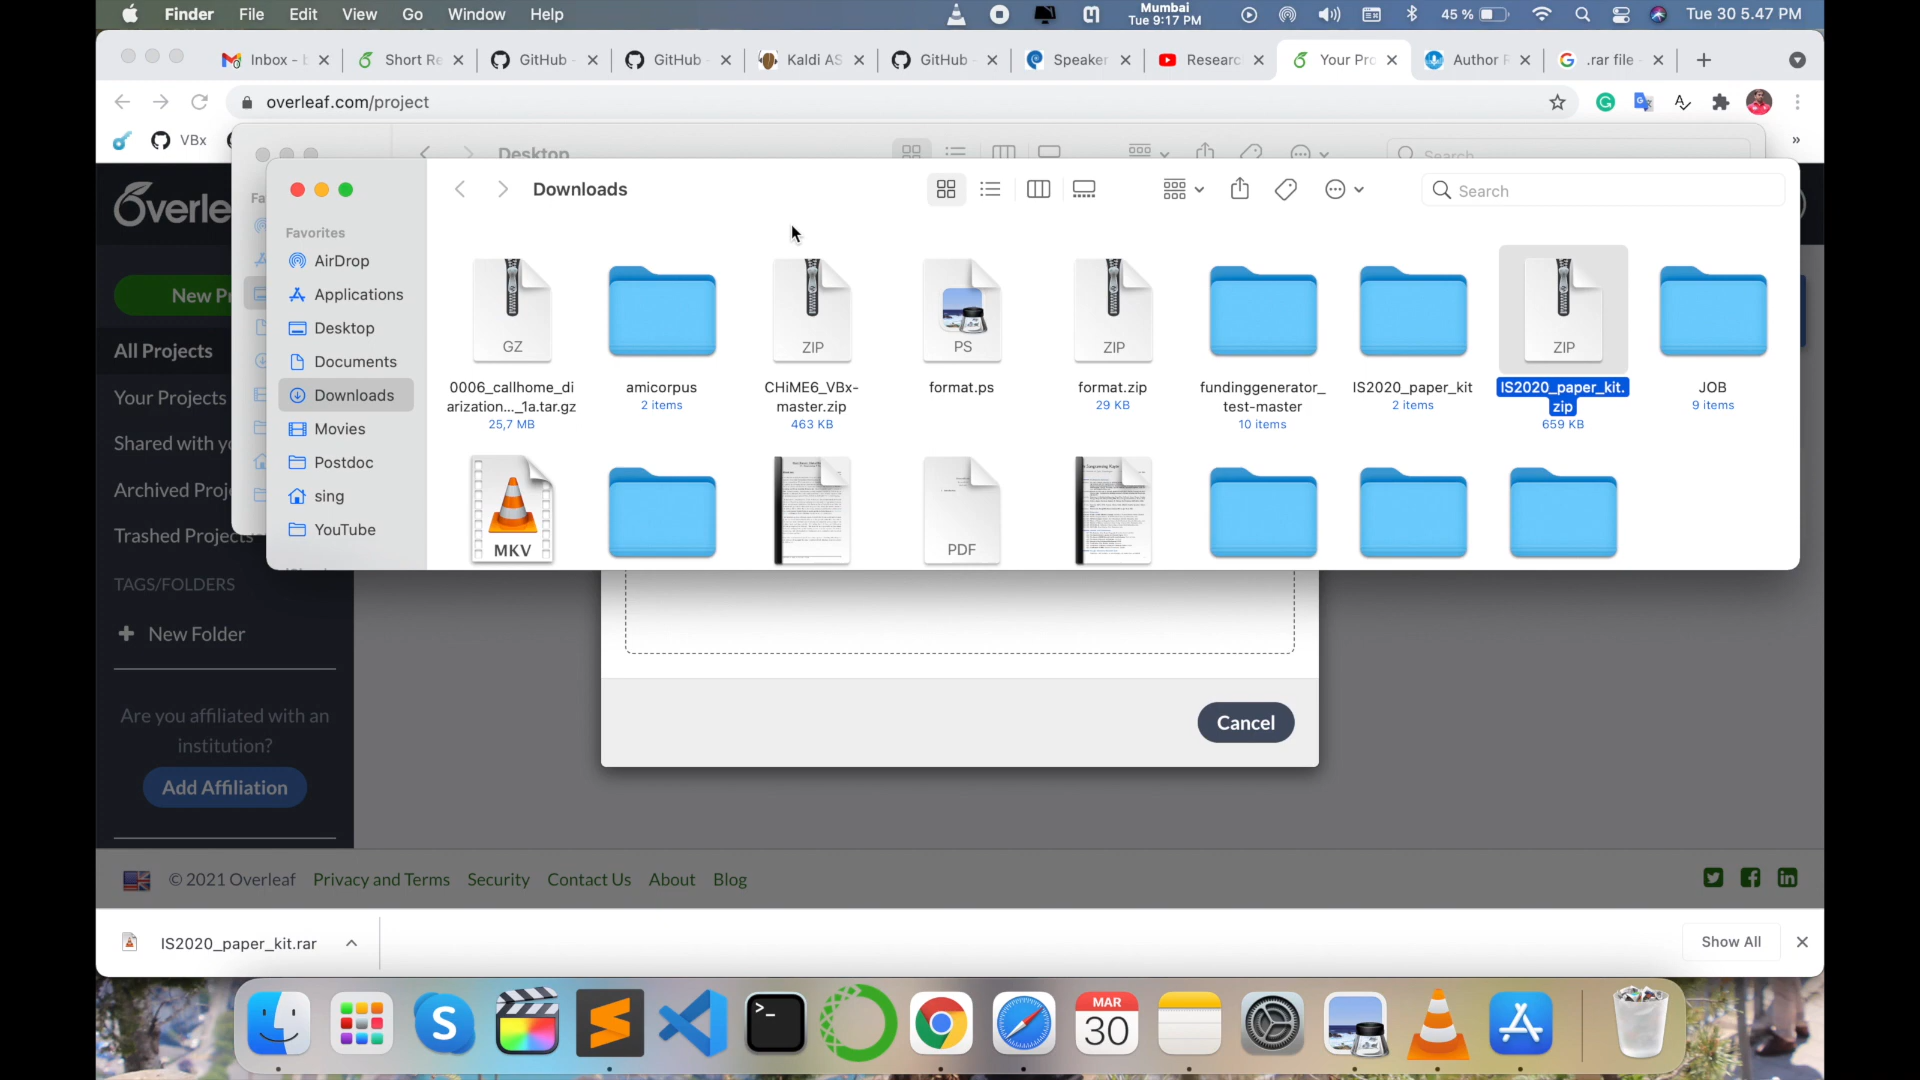 Finder File Edit View Go Window Help
Mumbai
Tue 9:17 PM
45 %
Tue 30 5.47 PM
Inbox -
Short Re
GitHub
GitHub
Kaldi AS
GitHub
Speaker
Researc
Your Pro
Author
.rar file
overleaf.com/project
VBx
»
Desktop
Search
Downloads
Search
Favorites
AirDrop
Applications
Desktop
Documents
Downloads
Movies
Postdoc
sing
YouTube
GZ
ZIP
PS
ZIP
ZIP
0006_callhome_di
arization..._1a.tar.gz
25,7 MB
amicorpus
2 items
CHiME6_VBx-
master.zip
463 KB
format.ps
format.zip
29 KB
fundinggenerator_
test-master
10 items
IS2020_paper_kit
2 items
IS2020_paper_kit.
zip
659 KB
JOB
9 items
MKV
PDF
Overle
New Pr
All Projects
Your Projects
Shared with yo
Archived Proj
Trashed Projects
TAGS/FOLDERS
New Folder
Are you affiliated with an
institution?
Add Affiliation
Cancel
© 2021 Overleaf Privacy and Terms Security Contact Us About Blog
IS2020_paper_kit.rar
Show All
MAR
30